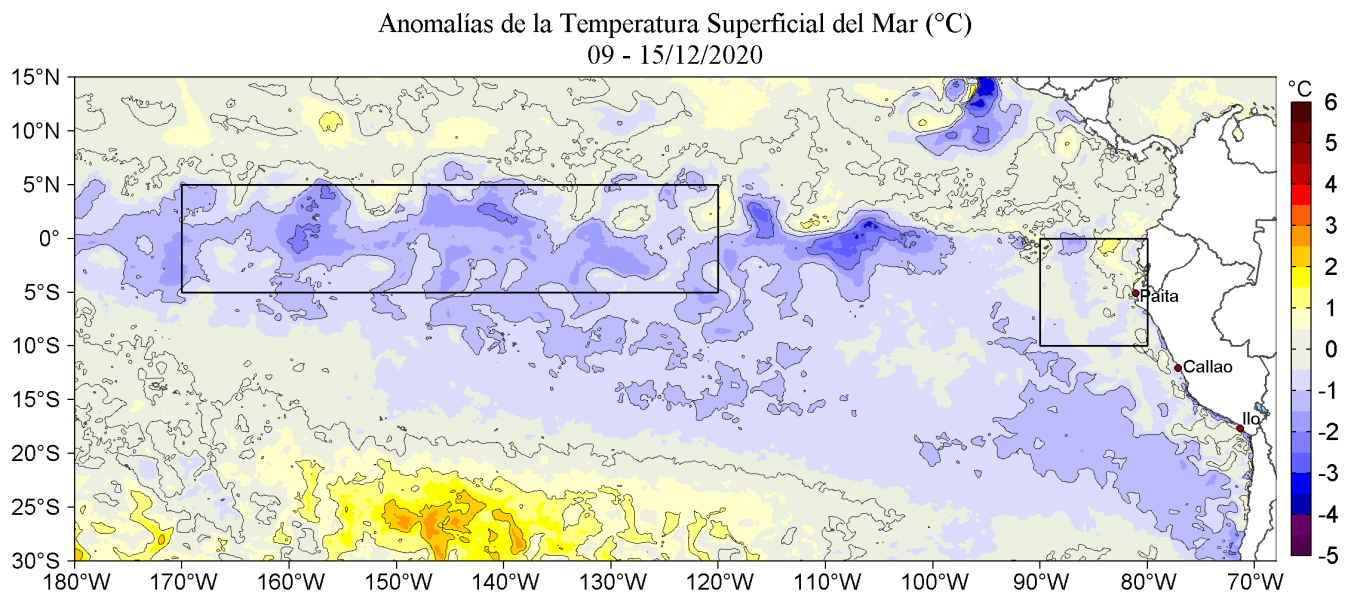 Anomalías de la Temperatura Superficial del Mar (°C)
09 - 15/12/2020
°C
15°N
10°N
5°N
0°
5°S
10°S
15°S
20°S
25°S
30°S
6
5
4
3
2
1
0
-1
-2
-3
-4
-5
Paita
Callao
Ilo
180°W
170°W
160°W
150°W
140°W
130°W
120°W
110°W
100°W
90°W
80°W
70°W